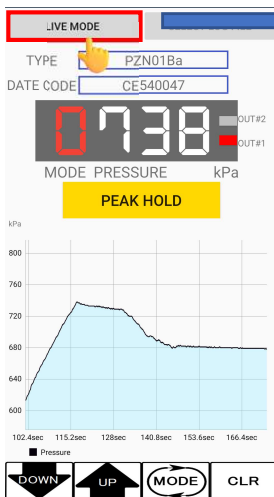 LIVE MODE
TYPE PZN01Ba
DATE CODE CE540047
0738
OUT#2
OUT#1
MODE PRESSURE kPa
PEAK HOLD
kPa
800
760
720
680
640
600
102.4sec 115.2sec 128sec 140.8sec 153.6sec 166.4sec
Pressure
DOWN UP MODE CLR